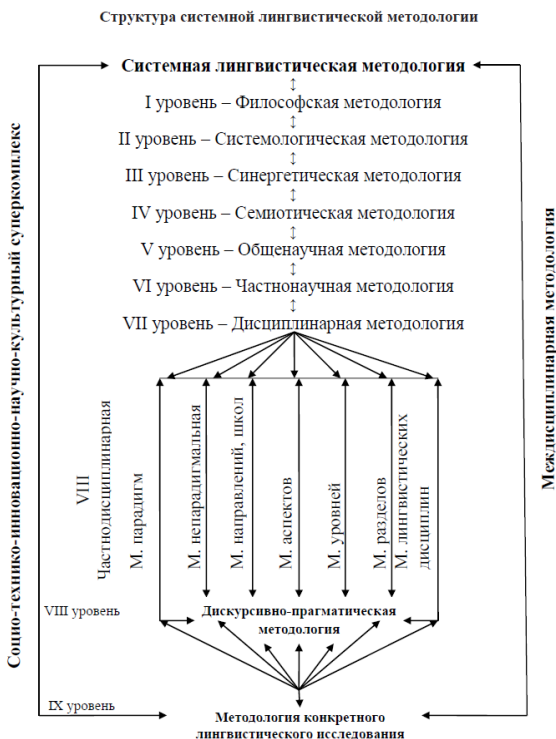 Структура системной лингвистической методологии
Системная лингвистическая методология
I уровень – Философская методология
II уровень – Системологическая методология
III уровень – Синергетическая методология
IV уровень – Семиотическая методология
V уровень – Общенаучная методология
VI уровень – Частнонаучная методология
VII уровень – Дисциплинарная методология
Социо-технико-инновационно-научно-культурный суперкомплекс
Междисциплинарная методология
VIII
Частнодисциплинарная
М. парадигм
М. непарадигмальная
М. направлений, школ
М. аспектов
М. уровней
М. разделов
М. лингвистических
дисциплин
VIII уровень
Дискурсивно-прагматическая
методология
IX уровень
Методология конкретного
лингвистического исследования